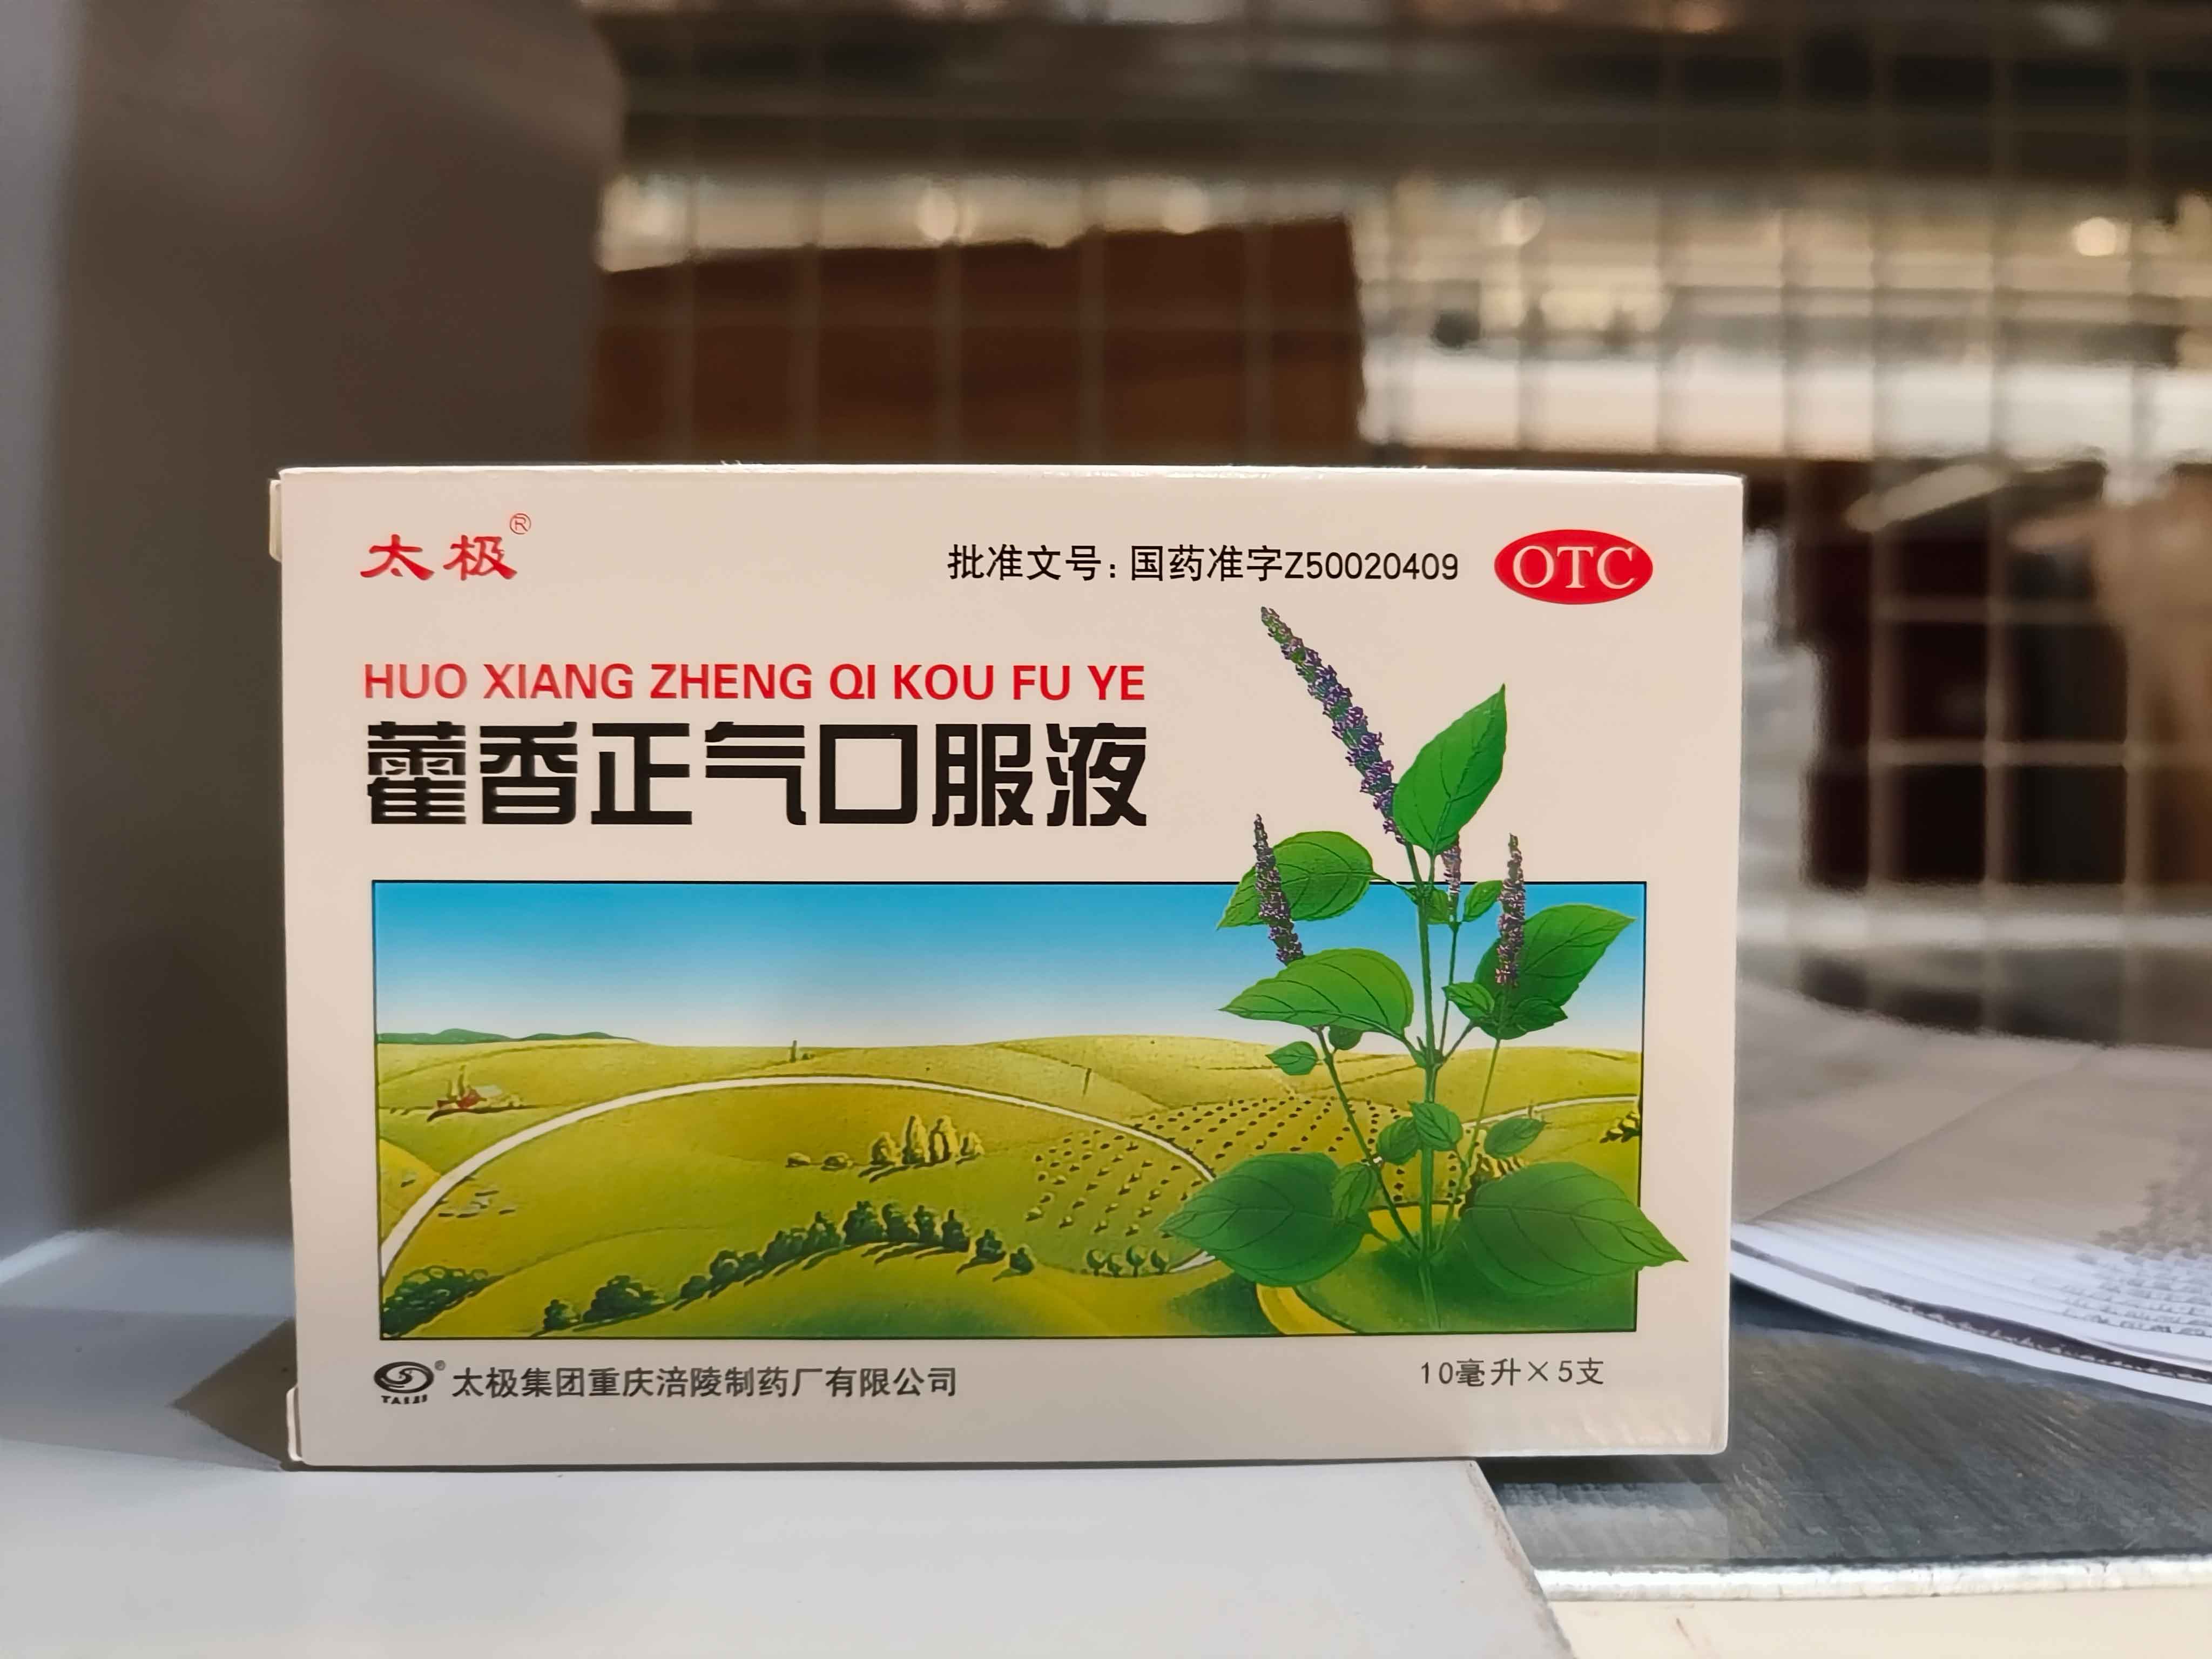 太极®
批准文号：国药准字Z50020409 OTC
HUO XIANG ZHENG QI KOU FU YE
藿香正气口服液
TAIJI® 太极集团重庆涪陵制药厂有限公司
10毫升×5支